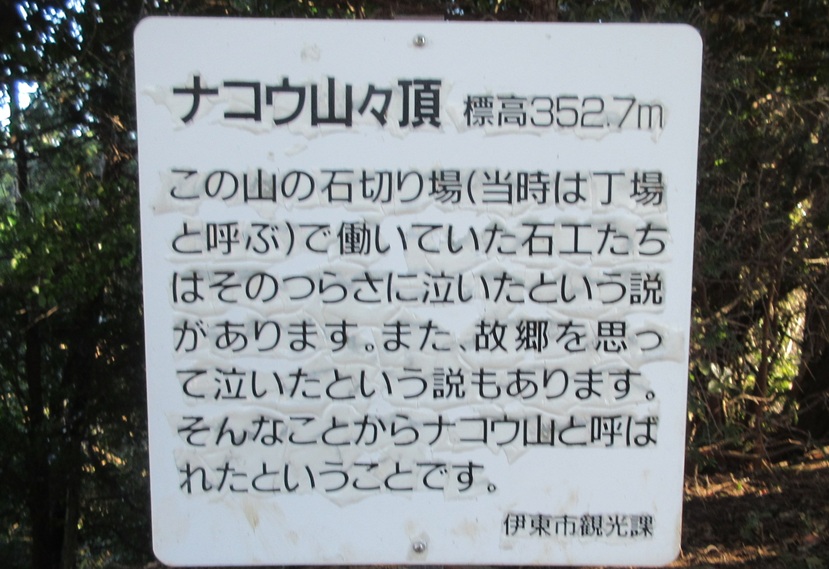 ナコウ山々頂 標高352.7m
この山の石切り場(当時は丁場
と呼ぶ)で働いていた石工たち
はそのつらさに泣いたという説
があります。また、故郷を思っ
て泣いたという説もあります。
そんなことからナコウ山と呼ば
れたということです。
伊東市観光課